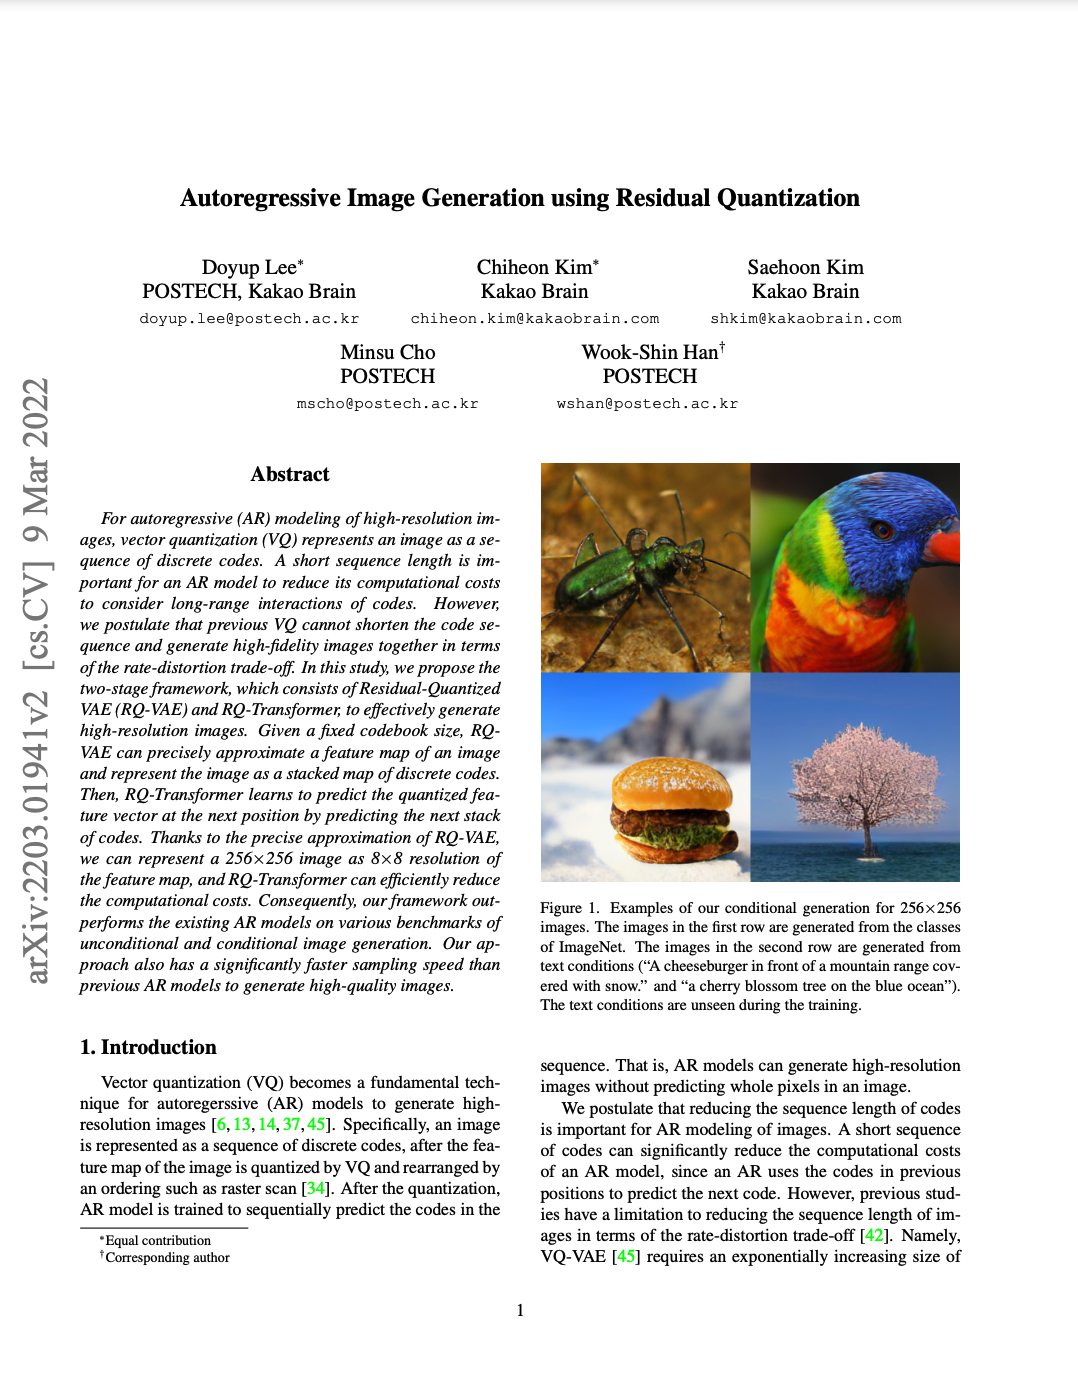 Autoregressive Image Generation using Residual Quantization
Doyup Lee*
POSTECH, Kakao Brain
doyup.lee@postech.ac.kr
Chiheon Kim*
Kakao Brain
chiheon.kim@kakaobrain.com
Saehoon Kim
Kakao Brain
shkim@kakaobrain.com
Minsu Cho
POSTECH
mscho@postech.ac.kr
Wook-Shin Han†
POSTECH
wshan@postech.ac.kr
arXiv:2203.01941v2 [cs.CV] 9 Mar 2022
Abstract
For autoregressive (AR) modeling of high-resolution im-
ages, vector quantization (VQ) represents an image as a se-
quence of discrete codes. A short sequence length is im-
portant for an AR model to reduce its computational costs
to consider long-range interactions of codes. However,
we postulate that previous VQ cannot shorten the code se-
quence and generate high-fidelity images together in terms
of the rate-distortion trade-off. In this study, we propose the
two-stage framework, which consists of Residual-Quantized
VAE (RQ-VAE) and RQ-Transformer, to effectively generate
high-resolution images. Given a fixed codebook size, RQ-
VAE can precisely approximate a feature map of an image
and represent the image as a stacked map of discrete codes.
Then, RQ-Transformer learns to predict the quantized fea-
ture vector at the next position by predicting the next stack
of codes. Thanks to the precise approximation of RQ-VAE,
we can represent a 256×256 image as 8×8 resolution of
the feature map, and RQ-Transformer can efficiently reduce
the computational costs. Consequently, our framework out-
performs the existing AR models on various benchmarks of
unconditional and conditional image generation. Our ap-
proach also has a significantly faster sampling speed than
previous AR models to generate high-quality images.
1. Introduction
Vector quantization (VQ) becomes a fundamental tech-
nique for autoregerssive (AR) models to generate high-
resolution images [6, 13, 14, 37, 45]. Specifically, an image
is represented as a sequence of discrete codes, after the fea-
ture map of the image is quantized by VQ and rearranged by
an ordering such as raster scan [34]. After the quantization,
AR model is trained to sequentially predict the codes in the
*Equal contribution
†Corresponding author
Figure 1. Examples of our conditional generation for 256×256
images. The images in the first row are generated from the classes
of ImageNet. The images in the second row are generated from
text conditions (“A cheeseburger in front of a mountain range cov-
ered with snow.” and “a cherry blossom tree on the blue ocean”).
The text conditions are unseen during the training.
sequence. That is, AR models can generate high-resolution
images without predicting whole pixels in an image.
We postulate that reducing the sequence length of codes
is important for AR modeling of images. A short sequence
of codes can significantly reduce the computational costs
of an AR model, since an AR uses the codes in previous
positions to predict the next code. However, previous stud-
ies have a limitation to reducing the sequence length of im-
ages in terms of the rate-distortion trade-off [42]. Namely,
VQ-VAE [45] requires an exponentially increasing size of
1